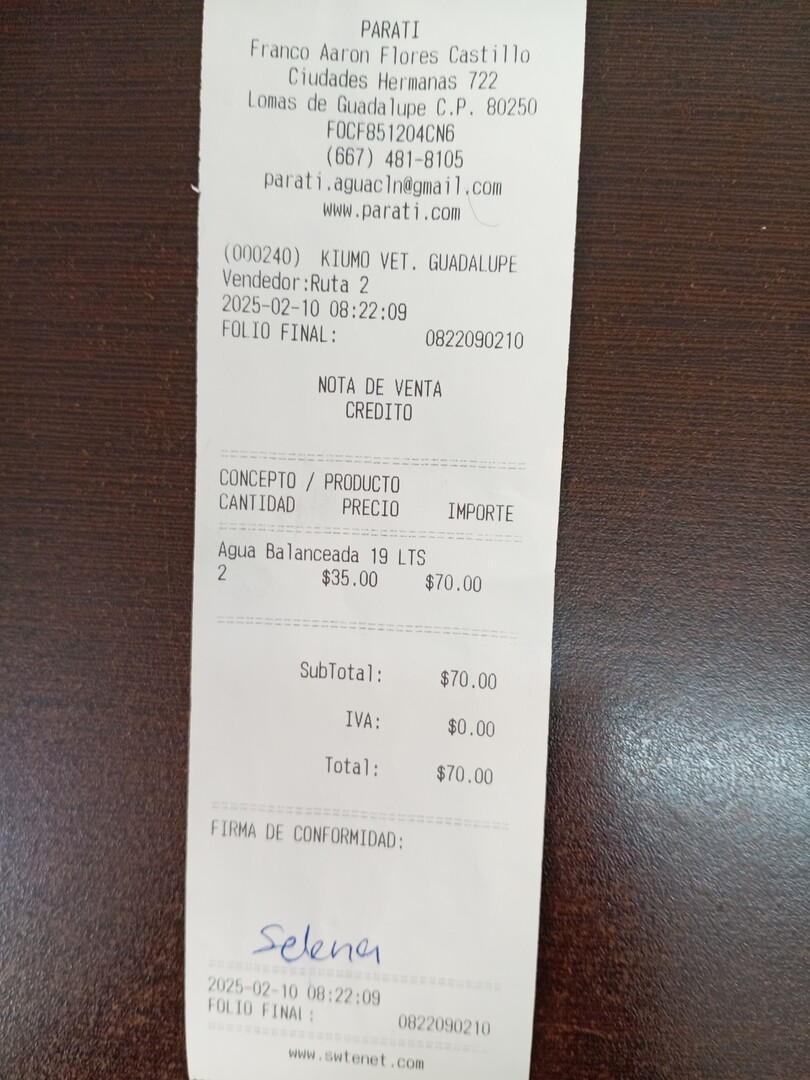 PARATI
Franco Aaron Flores Castillo
Ciudades Hermanas 722
Lomas de Guadalupe C.P. 80250
FOCF851204CN6
(667) 481-8105
parati.aguacln@gmail.com
www.parati.com
(000240) KIUMO VET. GUADALUPE
Vendedor:Ruta 2
2025-02-10 08:22:09
FOLIO FINAL: 0822090210
NOTA DE VENTA
CREDITO
CONCEPTO / PRODUCTO
CANTIDAD PRECIO IMPORTE
Agua Balanceada 19 LTS
2 $35.00 $70.00
SubTotal: $70.00
IVA: $0.00
Total: $70.00
FIRMA DE CONFORMIDAD:
Selena
2025-02-10 08:22:09
FOLIO FINAL: 0822090210
www.swtenet.com